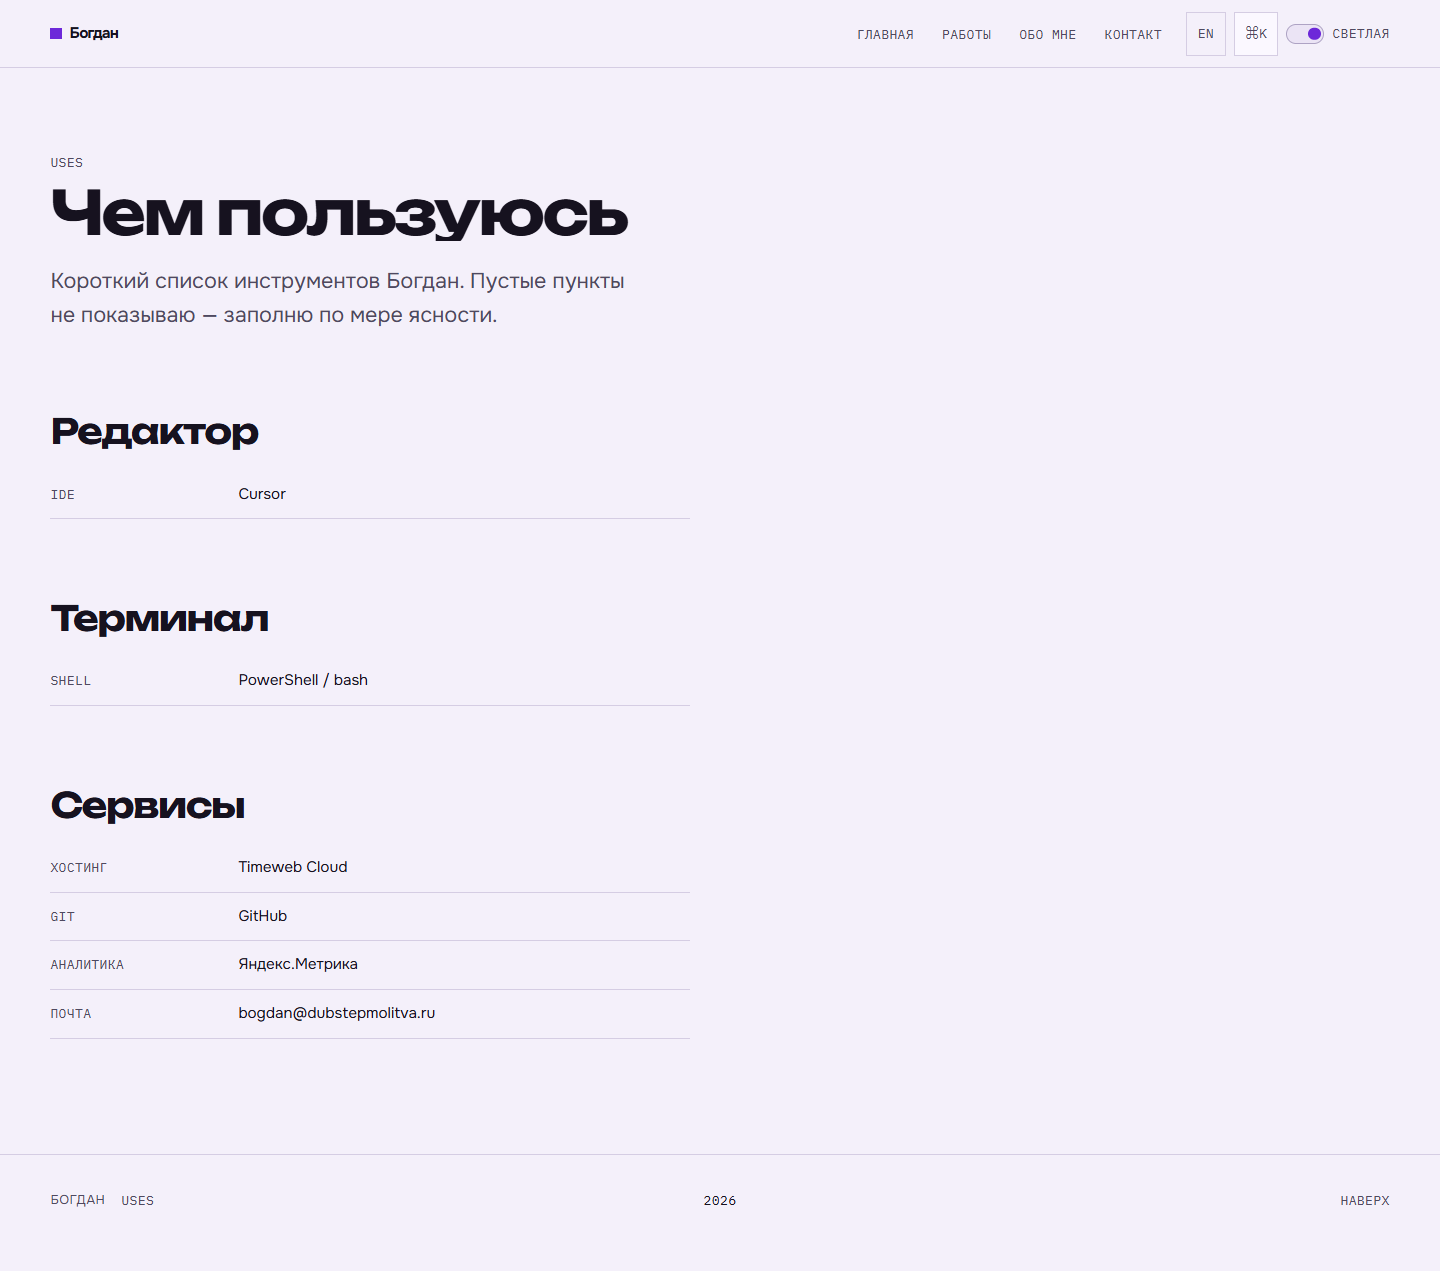 Богдан
ГЛАВНАЯ РАБОТЫ ОБО МНЕ КОНТАКТ EN ⌘K СВЕТЛАЯ
USES
Чем пользуюсь
Короткий список инструментов Богдан. Пустые пункты
не показываю — заполню по мере ясности.
Редактор
IDE Cursor
Терминал
SHELL PowerShell / bash
Сервисы
ХОСТИНГ Timeweb Cloud
GIT GitHub
АНАЛИТИКА Яндекс.Метрика
ПОЧТА bogdan@dubstepmolitva.ru
БОГДАН USES 2026 НАВЕРХ